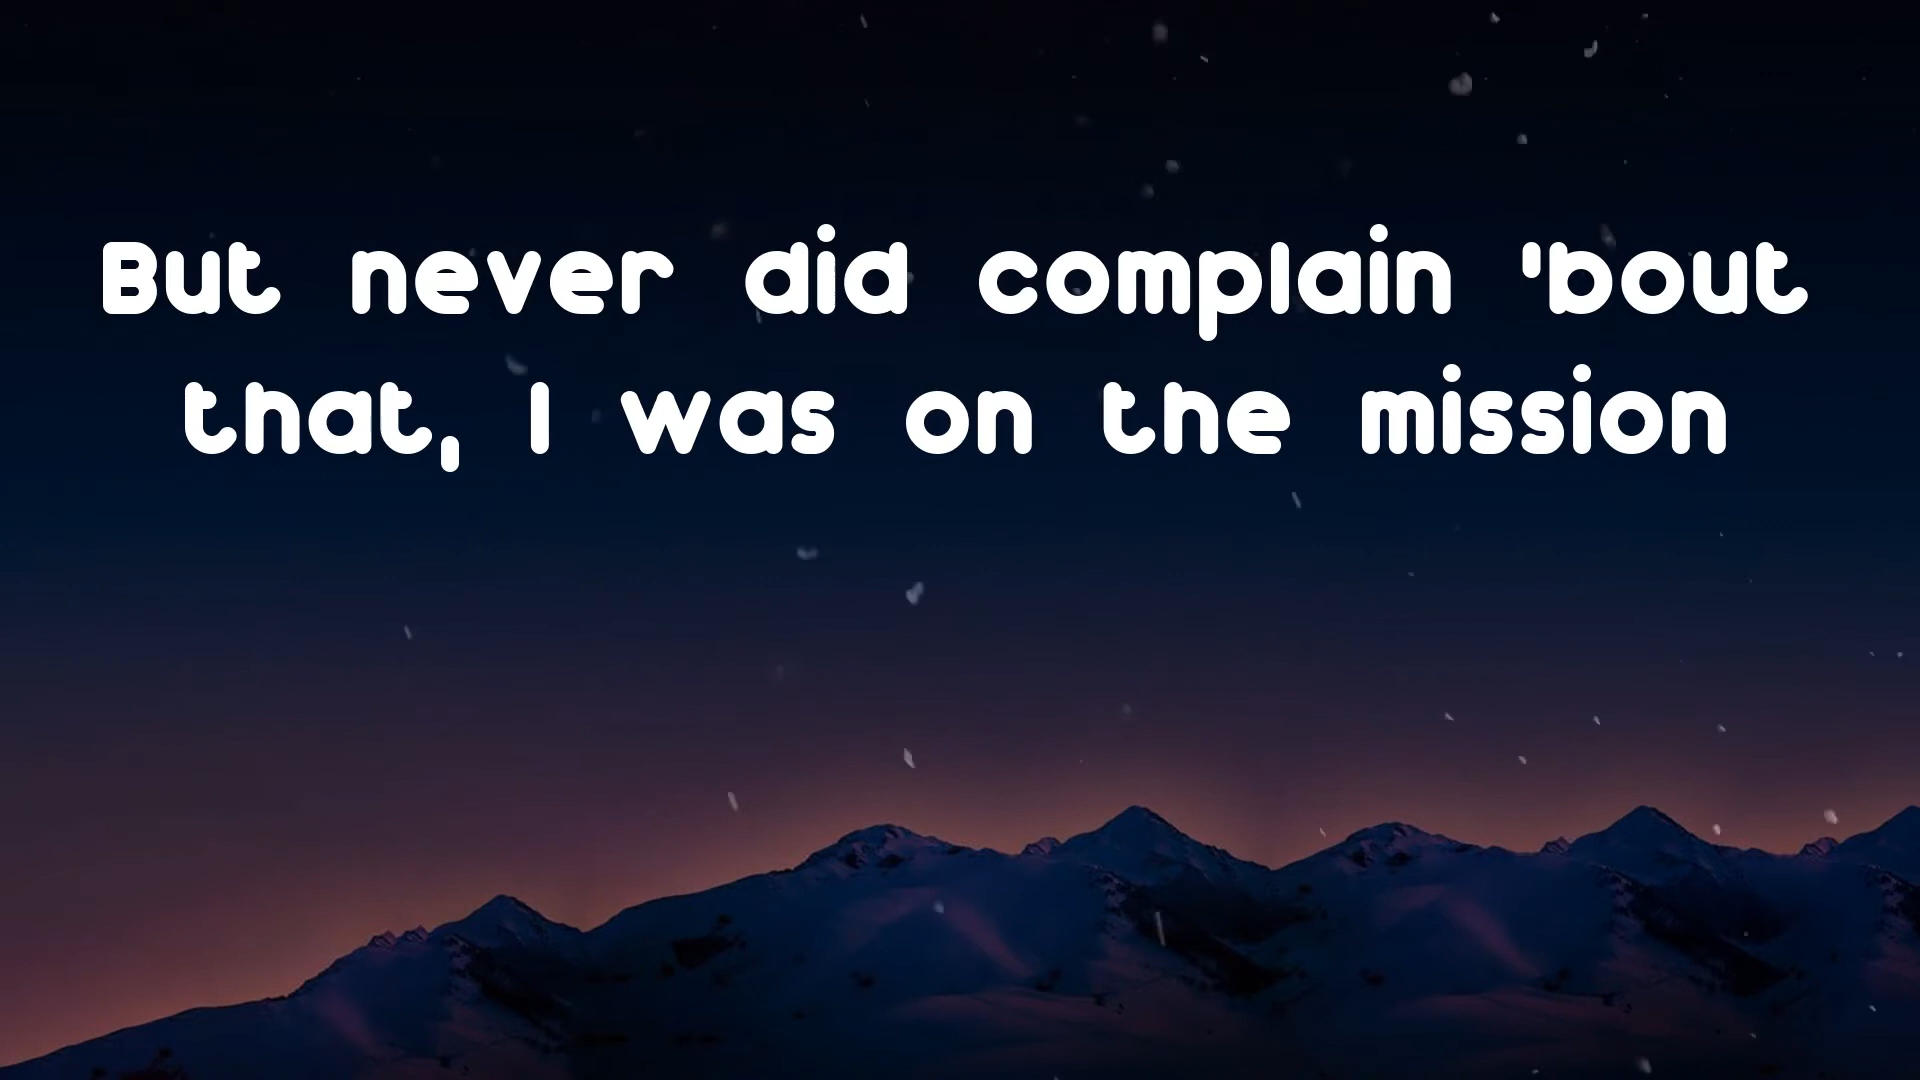 But never did complain 'bout
that, I was on the mission